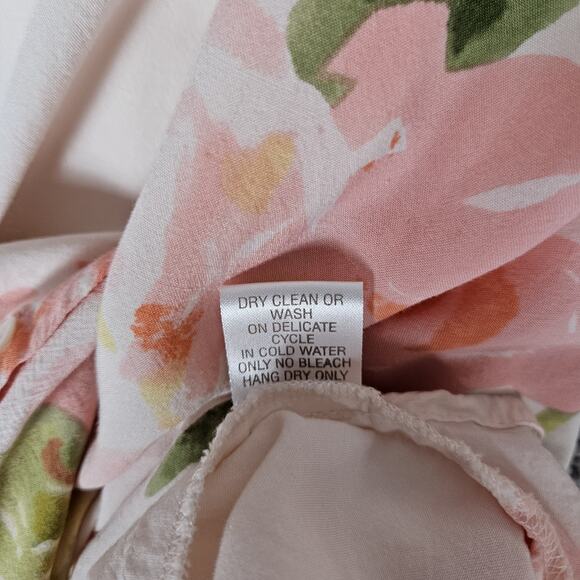 DRY CLEAN OR
WASH
ON DELICATE
CYCLE
IN COLD WATER
ONLY NO BLEACH
HANG DRY ONLY